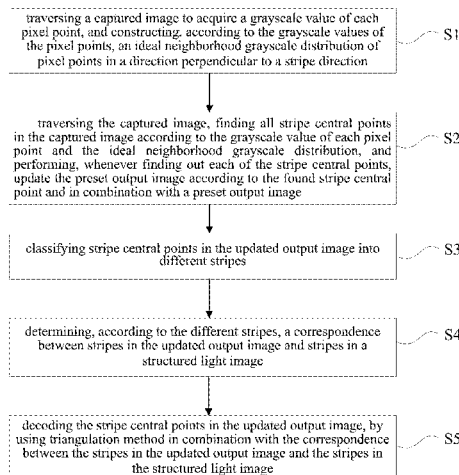 traversing a captured image to acquire a grayscale value of each
pixel point, and constructing, according to the grayscale values of
the pixel points, an ideal neighborhood grayscale distribution of
pixel points in a direction perpendicular to a stripe direction
S1
traversing the captured image, finding all stripe central points
in the captured image according to the grayscale value of each pixel
point and the ideal neighborhood grayscale distribution, and
performing, whenever finding out each of the stripe central points,
update the preset output image according to the found stripe central
point and in combination with a preset output image
S2
classifying stripe central points in the updated output image into
different stripes
S3
determining, according to the different stripes, a correspondence
between stripes in the updated output image and stripes in a
structured light image
S4
decoding the stripe central points in the updated output image, by
using triangulation method in combination with the correspondence
between the stripes in the updated output image and the stripes in
the structured light image
S5